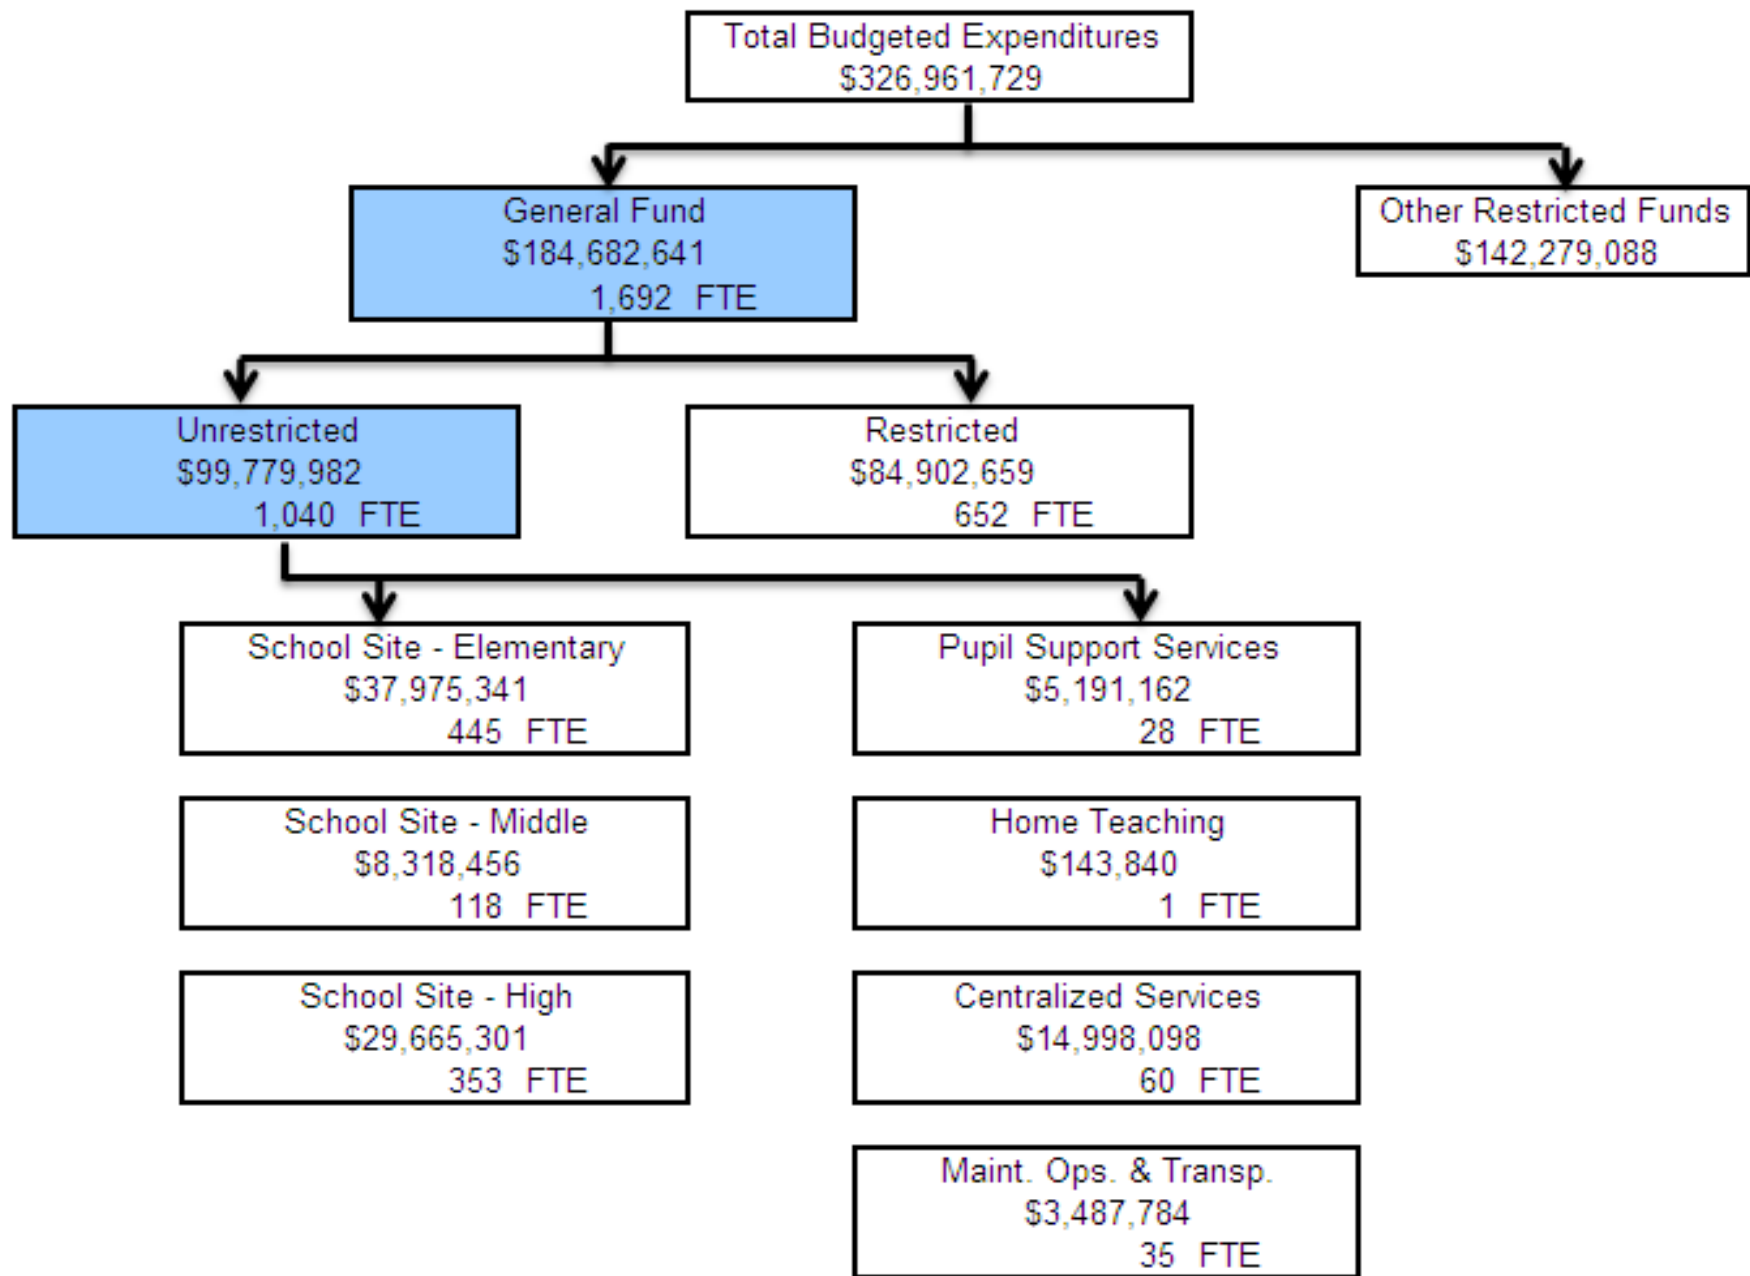 Total Budgeted Expenditures
$326,961,729
General Fund
$184,682,641
1,692 FTE
Other Restricted Funds
$142,279,088
Unrestricted
$99,779,982
1,040 FTE
Restricted
$84,902,659
652 FTE
School Site - Elementary
$37,975,341
445 FTE
Pupil Support Services
$5,191,162
28 FTE
School Site - Middle
$8,318,456
118 FTE
Home Teaching
$143,840
1 FTE
School Site - High
$29,665,301
353 FTE
Centralized Services
$14,998,098
60 FTE
Maint. Ops. & Transp.
$3,487,784
35 FTE